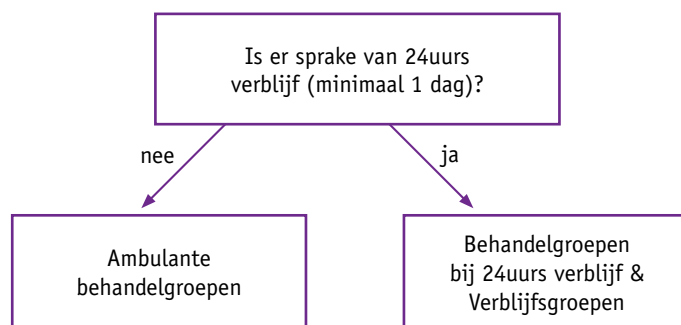 Is er sprake van 24uurs
verblijf (minimaal 1 dag)?
nee
ja
Ambulante
behandelgroepen
Behandelgroepen
bij 24uurs verblijf &
Verblijfsgroepen